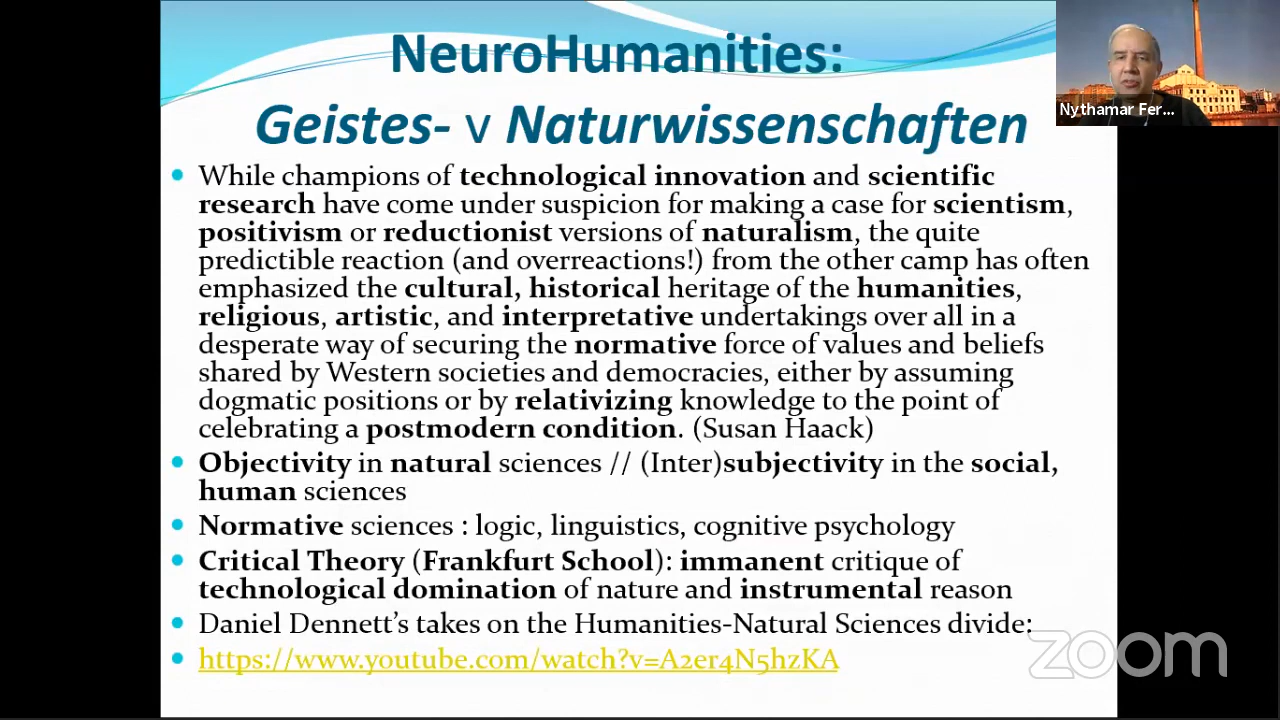 NeuroHumanities:
Geistes- v Naturwissenschaften
Nythamar Fer...
• While champions of technological innovation and scientific
research have come under suspicion for making a case for scientism,
positivism or reductionist versions of naturalism, the quite
predictible reaction (and overreactions!) from the other camp has often
emphasized the cultural, historical heritage of the humanities,
religious, artistic, and interpretative undertakings over all in a
desperate way of securing the normative force of values and beliefs
shared by Western societies and democracies, either by assuming
dogmatic positions or by relativizing knowledge to the point of
celebrating a postmodern condition. (Susan Haack)
• Objectivity in natural sciences // (Inter)subjectivity in the social,
human sciences
• Normative sciences : logic, linguistics, cognitive psychology
• Critical Theory (Frankfurt School): immanent critique of
technological domination of nature and instrumental reason
• Daniel Dennett's takes on the Humanities-Natural Sciences divide:
• https://www.youtube.com/watch?v=A2er4N5hzKA
zoom